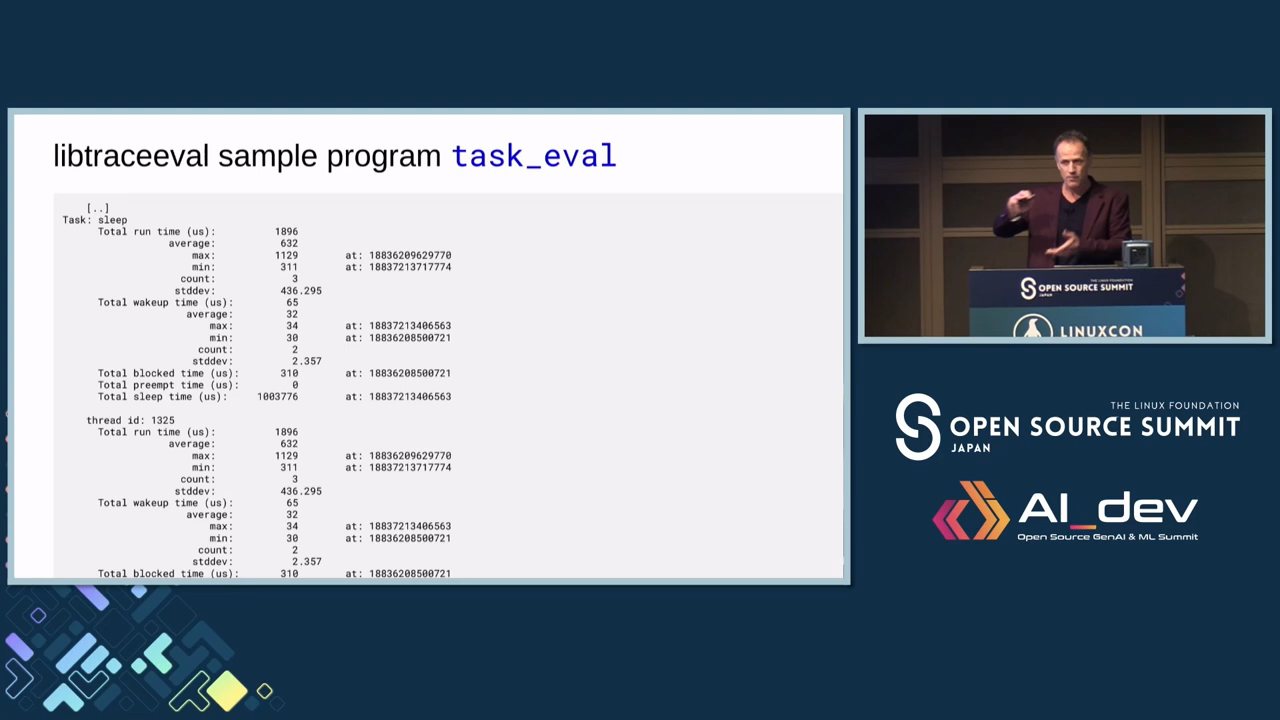 libtraceeval sample program task_eval
[..]
Task: sleep
Total run time (us): 1896
average: 632
max: 1129 at: 18836209629770
min: 311 at: 18837213717774
count: 3
stddev: 436.295
Total wakeup time (us): 65
average: 32
max: 34 at: 18837213406563
min: 30 at: 18836208500721
count: 2
stddev: 2.357
Total blocked time (us): 310 at: 18836208500721
Total preempt time (us): 0
Total sleep time (us): 1003776 at: 18837213406563
thread id: 1325
Total run time (us): 1896
average: 632
max: 1129 at: 18836209629770
min: 311 at: 18837213717774
count: 3
stddev: 436.295
Total wakeup time (us): 65
average: 32
max: 34 at: 18837213406563
min: 30 at: 18836208500721
count: 2
stddev: 2.357
Total blocked time (us): 310 at: 18836208500721
THE LINUX FOUNDATION
OPEN SOURCE SUMMIT
JAPAN
LINUXCON
THE LINUX FOUNDATION
OPEN SOURCE SUMMIT
JAPAN
AI_dev
Open Source GenAI & ML Summit